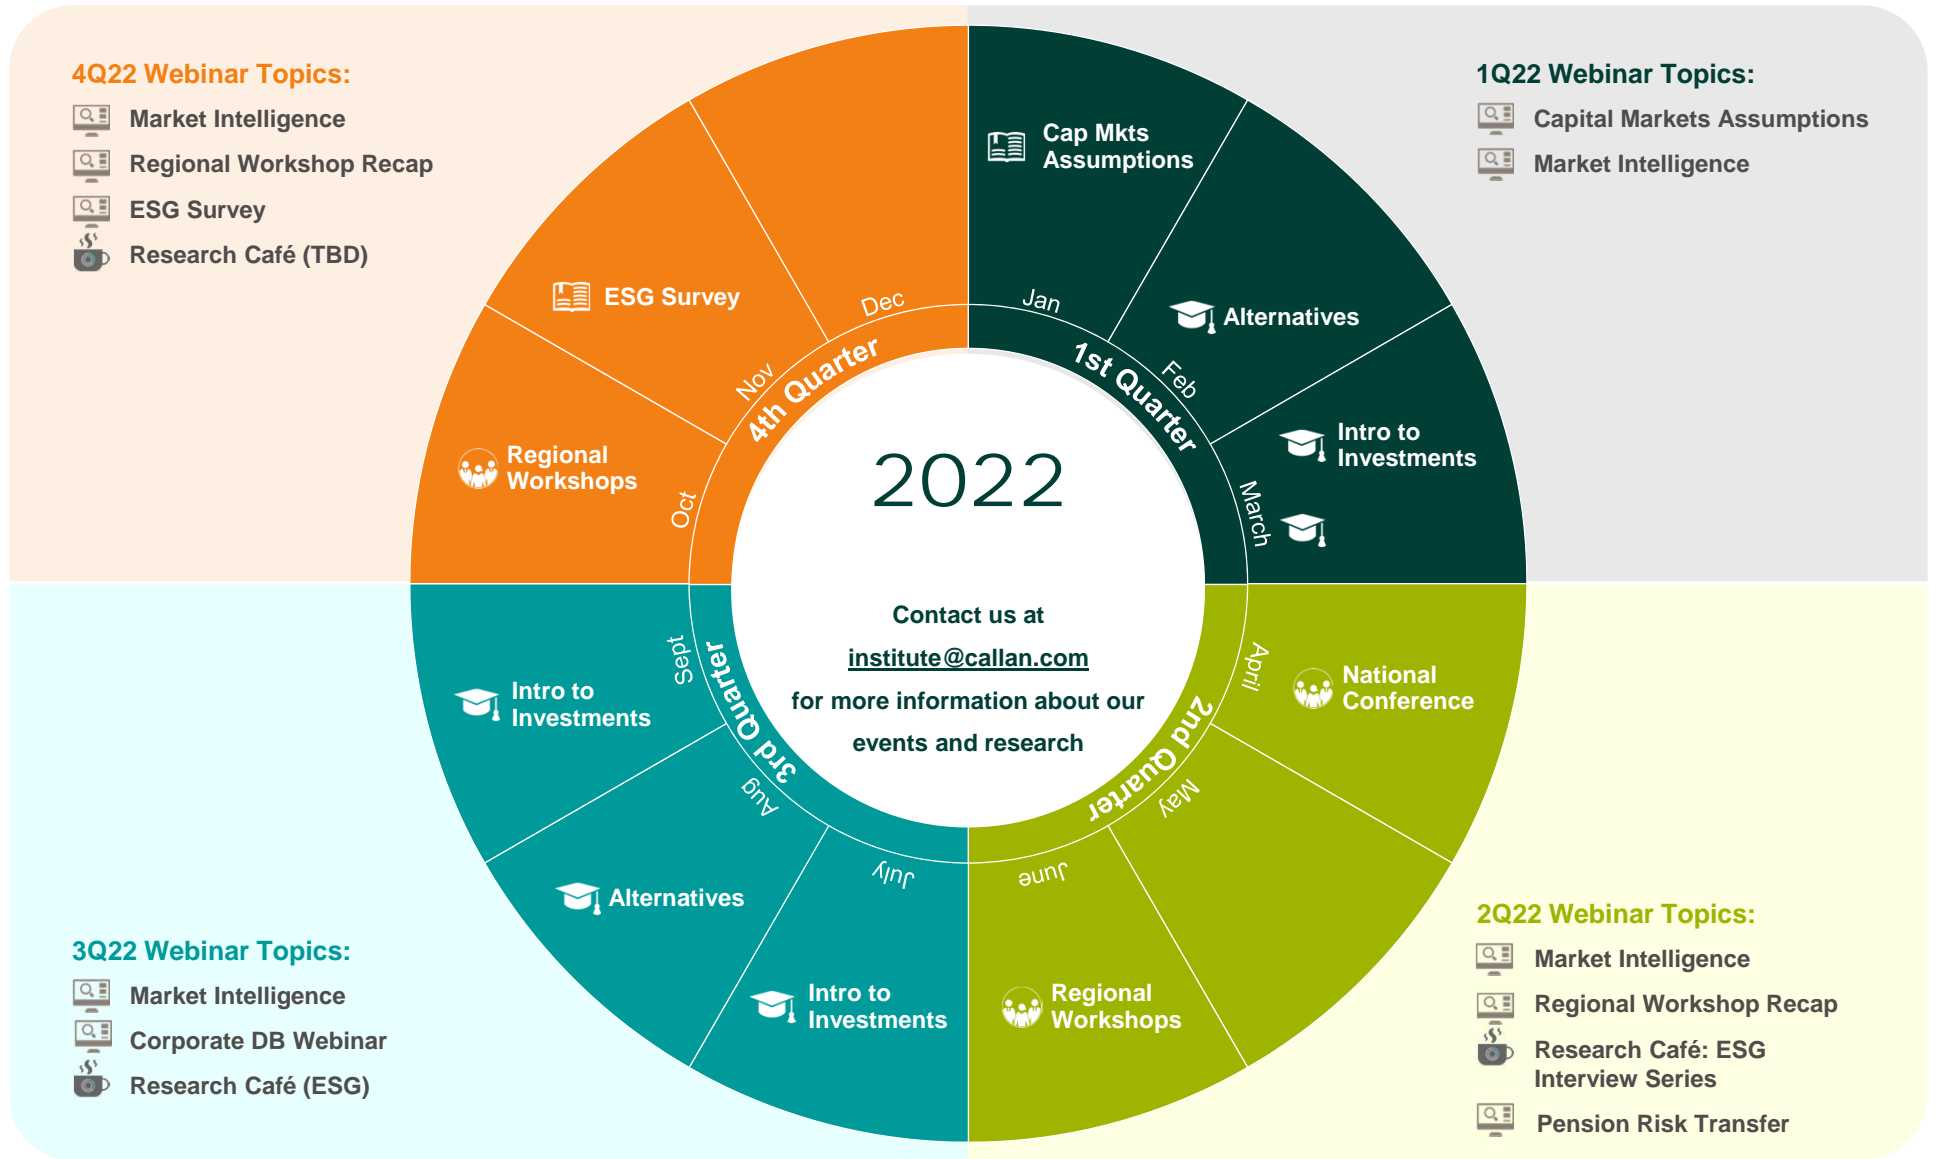 4Q22 Webinar Topics:
Market Intelligence
Regional Workshop Recap
ESG Survey
Research Café (TBD)
1Q22 Webinar Topics:
Capital Markets Assumptions
Market Intelligence
Cap Mkts
Assumptions
Jan
Alternatives
Feb
Intro to
Investments
March
1st Quarter
National
Conference
April
May
Regional
Workshops
June
2nd Quarter
Intro to
Investments
July
Alternatives
Aug
Intro to
Investments
Sept
3rd Quarter
Regional
Workshops
Oct
ESG Survey
Nov
Dec
4th Quarter
2022
Contact us at
institute@callan.com
for more information about our
events and research
3Q22 Webinar Topics:
Market Intelligence
Corporate DB Webinar
Research Café (ESG)
2Q22 Webinar Topics:
Market Intelligence
Regional Workshop Recap
Research Café: ESG
Interview Series
Pension Risk Transfer